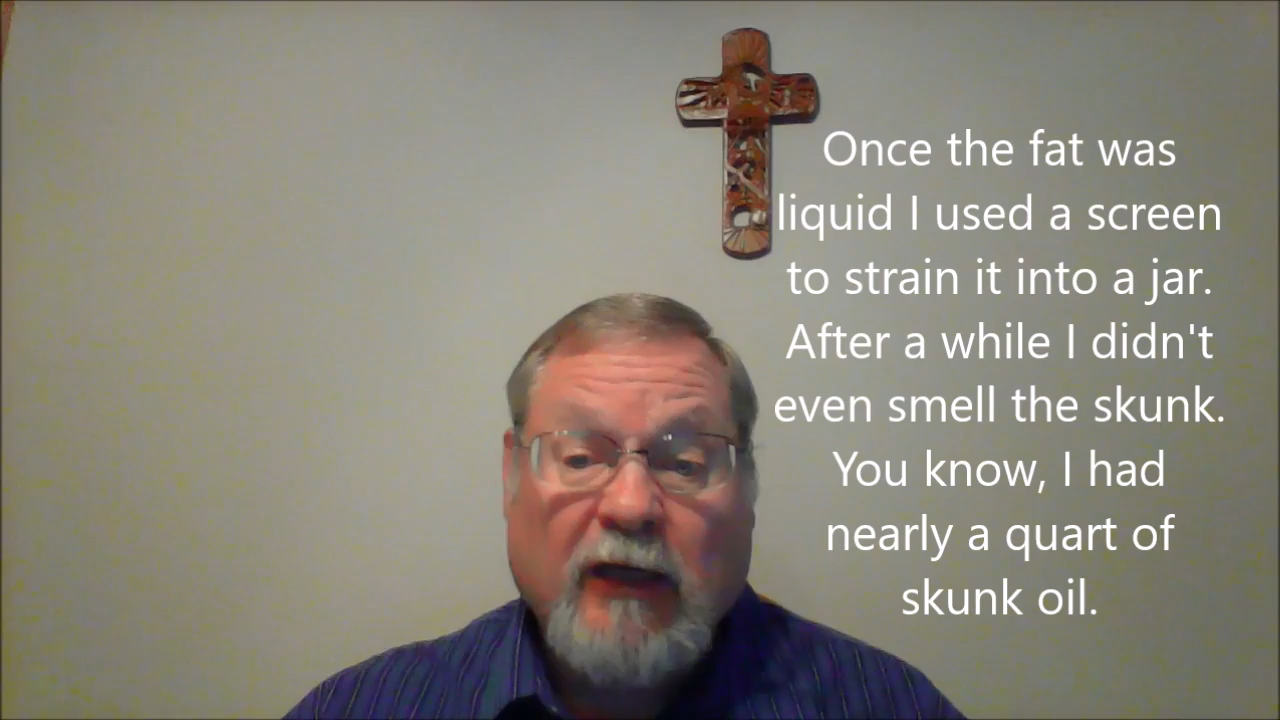 Once the fat was
liquid I used a screen
to strain it into a jar.
After a while I didn't
even smell the skunk.
You know, I had
nearly a quart of
skunk oil.